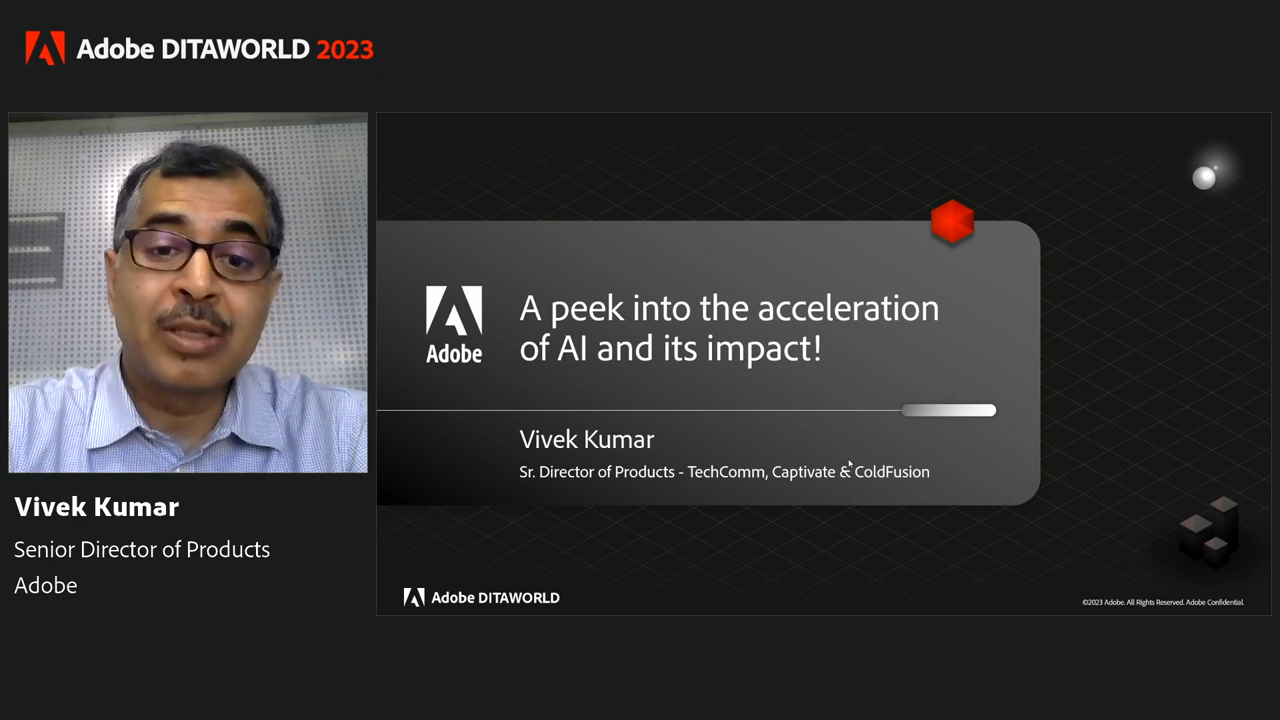 Adobe DITAWORLD 2023
Adobe
A peek into the acceleration
of AI and its impact!
Vivek Kumar
Sr. Director of Products - TechComm, Captivate & ColdFusion
Vivek Kumar
Senior Director of Products
Adobe
Adobe DITAWORLD
©2023 Adobe. All Rights Reserved. Adobe Confidential.